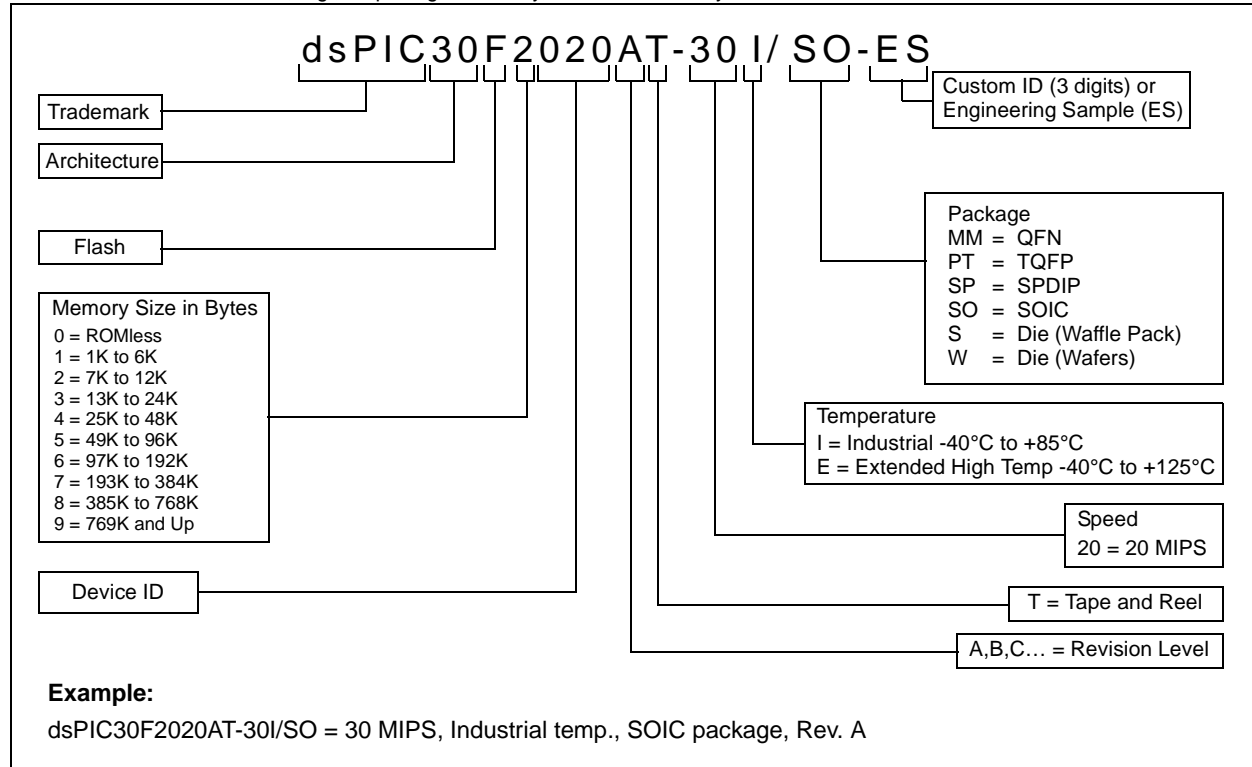 dsPIC30F2020AT-30I/SO-ES
Custom ID (3 digits) or
Engineering Sample (ES)
Trademark
Architecture
Flash
Memory Size in Bytes
0 = ROMless
1 = 1K to 6K
2 = 7K to 12K
3 = 13K to 24K
4 = 25K to 48K
5 = 49K to 96K
6 = 97K to 192K
7 = 193K to 384K
8 = 385K to 768K
9 = 769K and Up
Device ID
Package
MM = QFN
PT = TQFP
SP = SPDIP
SO = SOIC
S = Die (Waffle Pack)
W = Die (Wafers)
Temperature
I = Industrial -40°C to +85°C
E = Extended High Temp -40°C to +125°C
Speed
20 = 20 MIPS
T = Tape and Reel
A,B,C… = Revision Level
Example:
dsPIC30F2020AT-30I/SO = 30 MIPS, Industrial temp., SOIC package, Rev. A